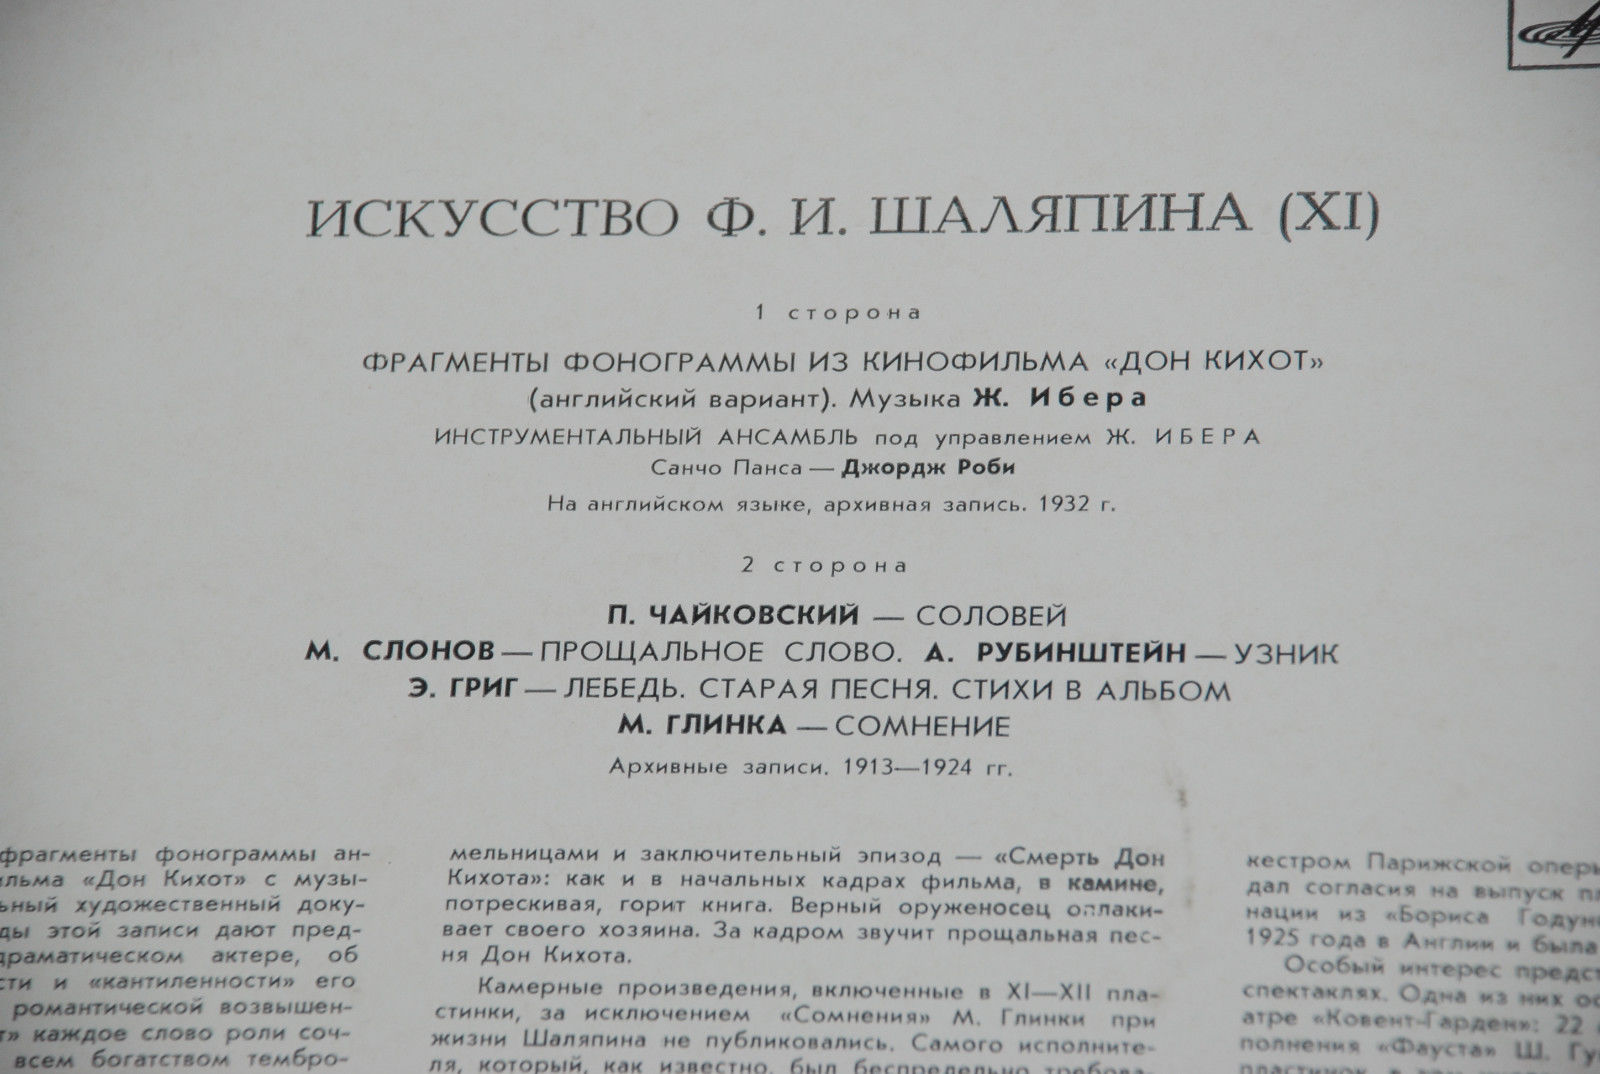 ИСКУССТВО Ф. И. ШАЛЯПИНА (XI)
1 сторона
ФРАГМЕНТЫ ФОНОГРАММЫ ИЗ КИНОФИЛЬМА «ДОН КИХОТ»
(английский вариант). Музыка Ж. Ибера
ИНСТРУМЕНТАЛЬНЫЙ АНСАМБЛЬ под управлением Ж. ИБЕРА
Санчо Панса — Джордж Роби
На английском языке, архивная запись. 1932 г.
2 сторона
П. ЧАЙКОВСКИЙ — СОЛОВЕЙ
М. СЛОНОВ — ПРОЩАЛЬНОЕ СЛОВО. А. РУБИНШТЕЙН — УЗНИК
Э. ГРИГ — ЛЕБЕДЬ. СТАРАЯ ПЕСНЯ. СТИХИ В АЛЬБОМ
М. ГЛИНКА — СОМНЕНИЕ
Архивные записи. 1913—1924 гг.
фрагменты фонограммы ан-
льма «Дон Кихот» с музы-
ьный художественный доку-
ды этой записи дают пред-
драматическом актере, об
сти и «кантиленности» его
романтической возвышен-
т» каждое слово роли соч-
всем богатством тембро-
мельницами и заключительный эпизод — «Смерть Дон
Кихота»: как и в начальных кадрах фильма, в камине,
потрескивая, горит книга. Верный оруженосец оплаки-
вает своего хозяина. За кадром звучит прощальная пес-
ня Дон Кихота.
Камерные произведения, включенные в XI—XII пла-
стинки, за исключением «Сомнения» М. Глинки при
жизни Шаляпина не публиковались. Самого исполните-
ля, который, как известно, был беспредельно требова-
кестром Парижской оперы
дал согласия на выпуск пл
нации из «Бориса Годун
1925 года в Англии и была
Особый интерес предст
спектаклях. Одна из них ос
атре «Ковент-Гарден»: 22
полнения «Фауста» Ш. Гу